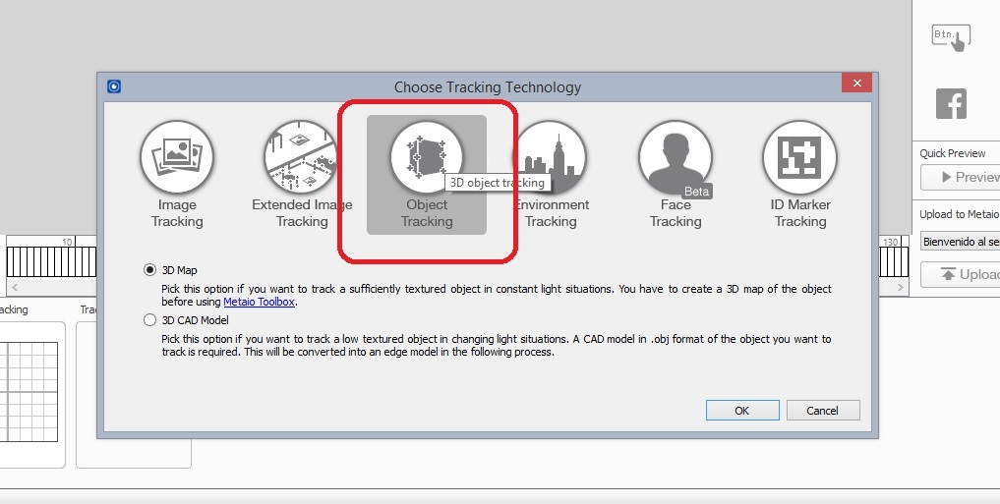 Btn.
Choose Tracking Technology
Image
Tracking
Extended Image
Tracking
Object
Tracking
3D object tracking
Environment
Tracking
Beta
Face
Tracking
ID Marker
Tracking
Quick Preview
Preview
Upload to Metaio
Bienvenido al se
Upload
10
130
3D Map
Pick this option if you want to track a sufficiently textured object in constant light situations. You have to create a 3D map of the object
before using Metaio Toolbox.
3D CAD Model
Pick this option if you want to track a low textured object in changing light situations. A CAD model in .obj format of the object you want to
track is required. This will be converted into an edge model in the following process.
acking
Tra
OK
Cancel